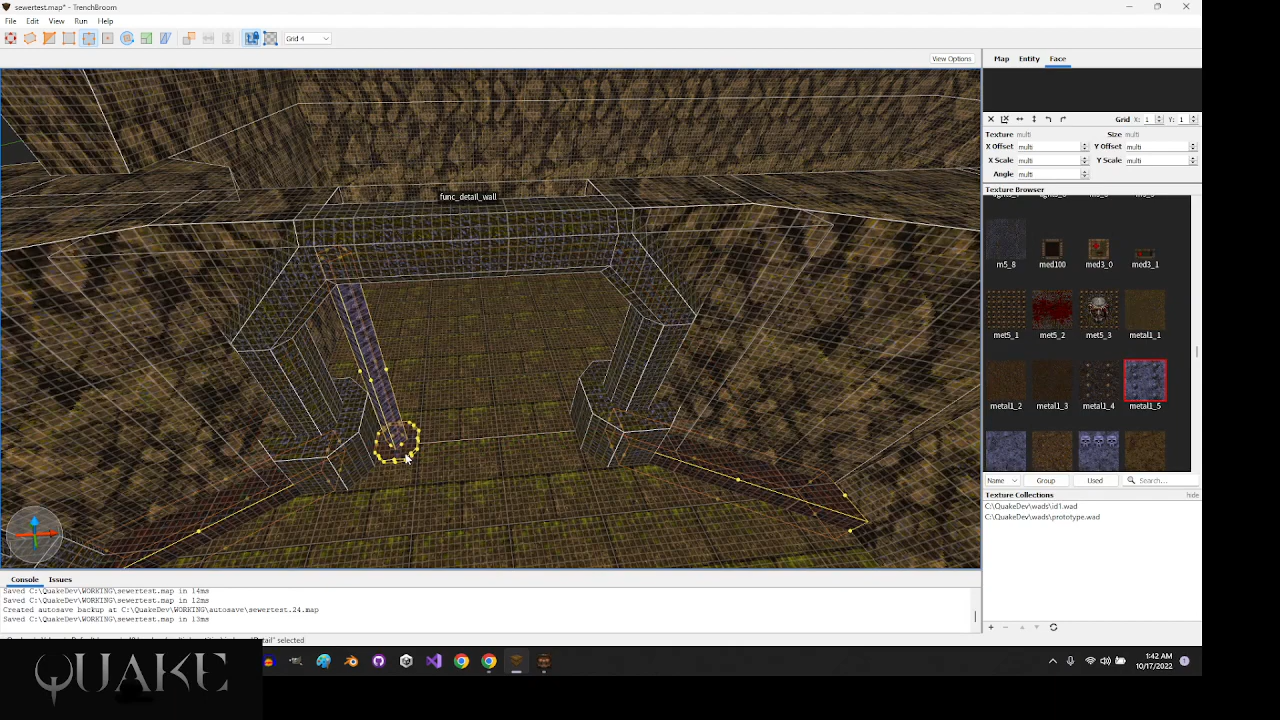 sewertest.map* - TrenchBroom
File Edit View Run Help
Grid 4
View Options
Map Entity Face
func_detail_wall
Grid X: 1 Y: 1
Texture multi Size multi
X Offset multi Y Offset multi
X Scale multi Y Scale multi
Angle multi
Texture Browser
m5_8 med100 med3_0 med3_1
met5_1 met5_2 met5_3 metal1_1
metal1_2 metal1_3 metal1_4 metal1_5
Name Group Used Search...
Texture Collections hide
C:\QuakeDev\wads\id1.wad
C:\QuakeDev\wads\prototype.wad
Console Issues
Saved C:\QuakeDev\WORKING\sewertest.map in 14ms
Saved C:\QuakeDev\WORKING\sewertest.map in 12ms
Created autosave backup at C:\QuakeDev\WORKING\autosave\sewertest.24.map
Saved C:\QuakeDev\WORKING\sewertest.map in 13ms
selected
QUAKE
1:42 AM
10/17/2022
1